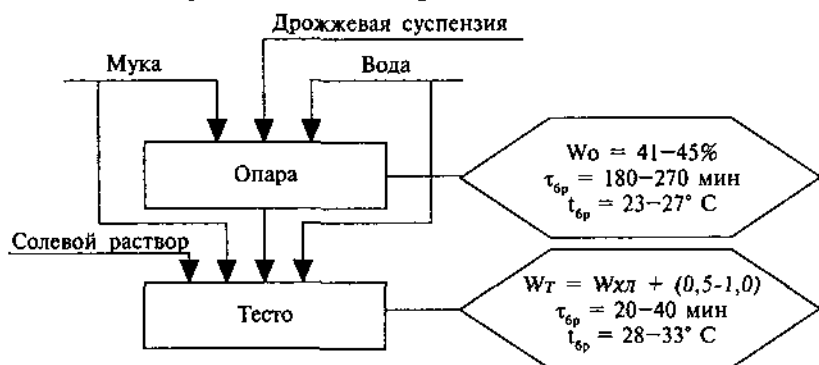 Дрожжевая суспензия
Мука
Вода
Опара
Wo = 41–45%
τбр = 180–270 мин
tбр = 23–27° С
Солевой раствор
Тесто
Wт = Wхл + (0,5-1,0)
τбр = 20–40 мин
tбр = 28–33° С